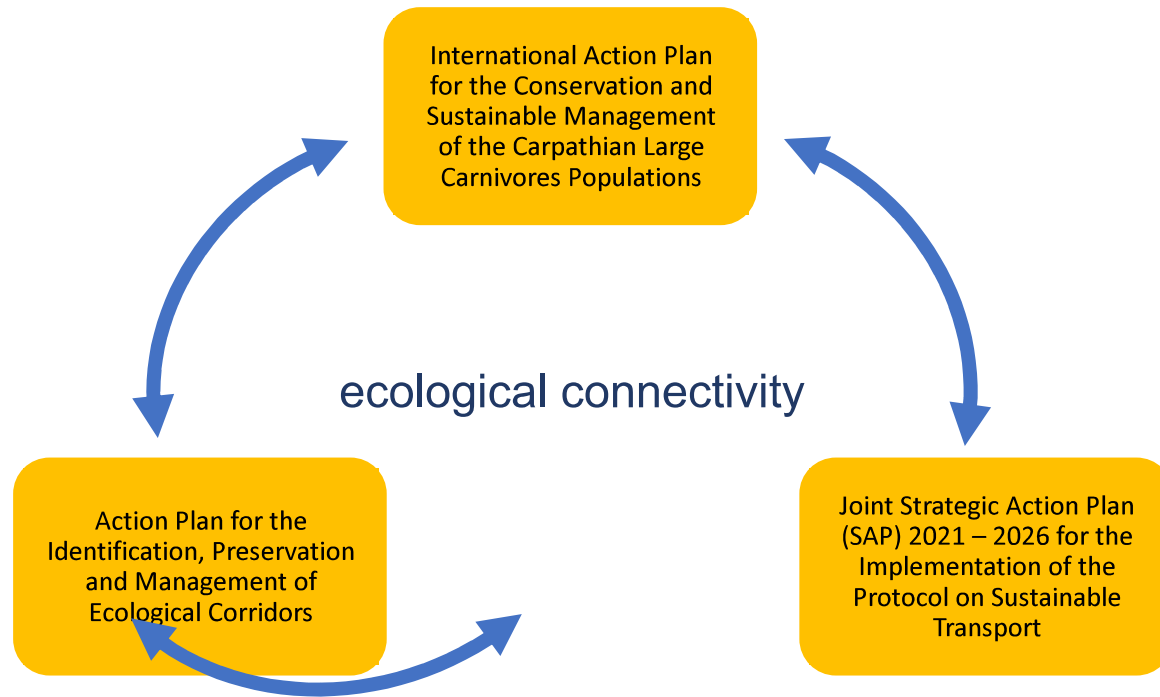 International Action Plan
for the Conservation and
Sustainable Management
of the Carpathian Large
Carnivores Populations
ecological connectivity
Action Plan for the
Identification, Preservation
and Management of
Ecological Corridors
Joint Strategic Action Plan
(SAP) 2021 – 2026 for the
Implementation of the
Protocol on Sustainable
Transport